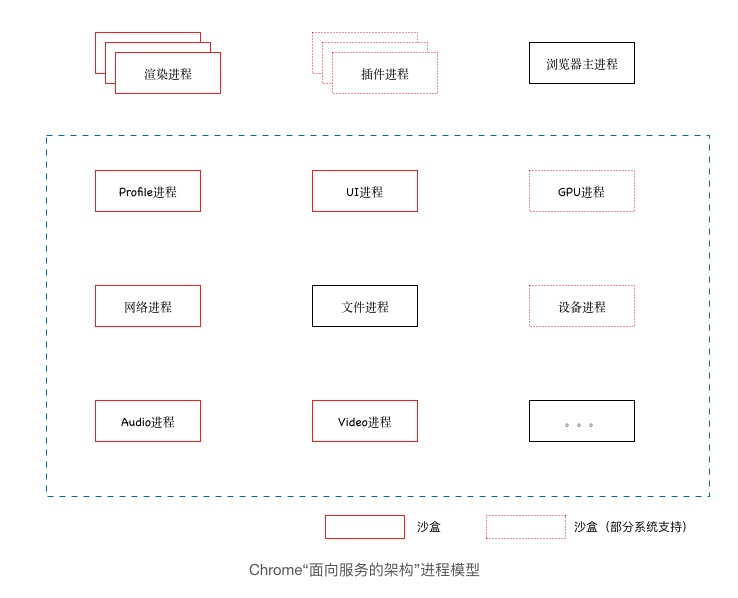 渲染进程
插件进程
浏览器主进程
Profile进程
UI进程
GPU进程
网络进程
文件进程
设备进程
Audio进程
Video进程
。。。
沙盒
沙盒（部分系统支持）
Chrome“面向服务的架构”进程模型